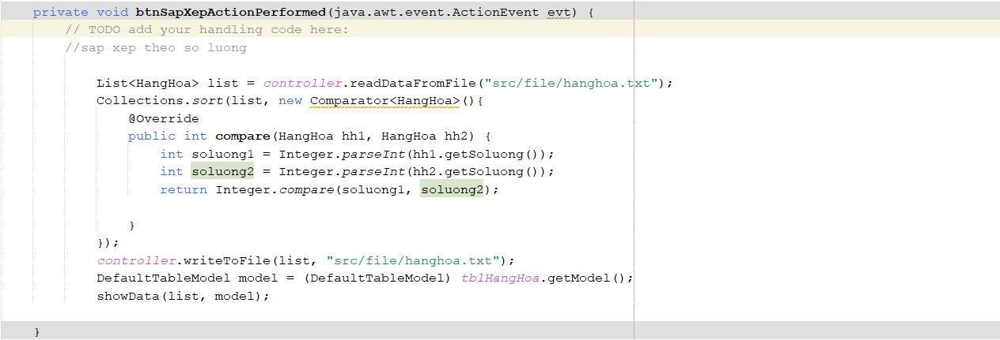 private void btnSapXepActionPerformed(java.awt.event.ActionEvent evt) {
// TODO add your handling code here:
//sap xep theo so luong
List<HangHoa> list = controller.readDataFromFile("src/file/hanghoa.txt");
Collections.sort(list, new Comparator<HangHoa>(){
@Override
public int compare(HangHoa hh1, HangHoa hh2) {
int soluong1 = Integer.parseInt(hh1.getSoluong());
int soluong2 = Integer.parseInt(hh2.getSoluong());
return Integer.compare(soluong1, soluong2);
}
});
controller.writeToFile(list, "src/file/hanghoa.txt");
DefaultTableModel model = (DefaultTableModel) tblHangHoa.getModel();
showData(list, model);
}